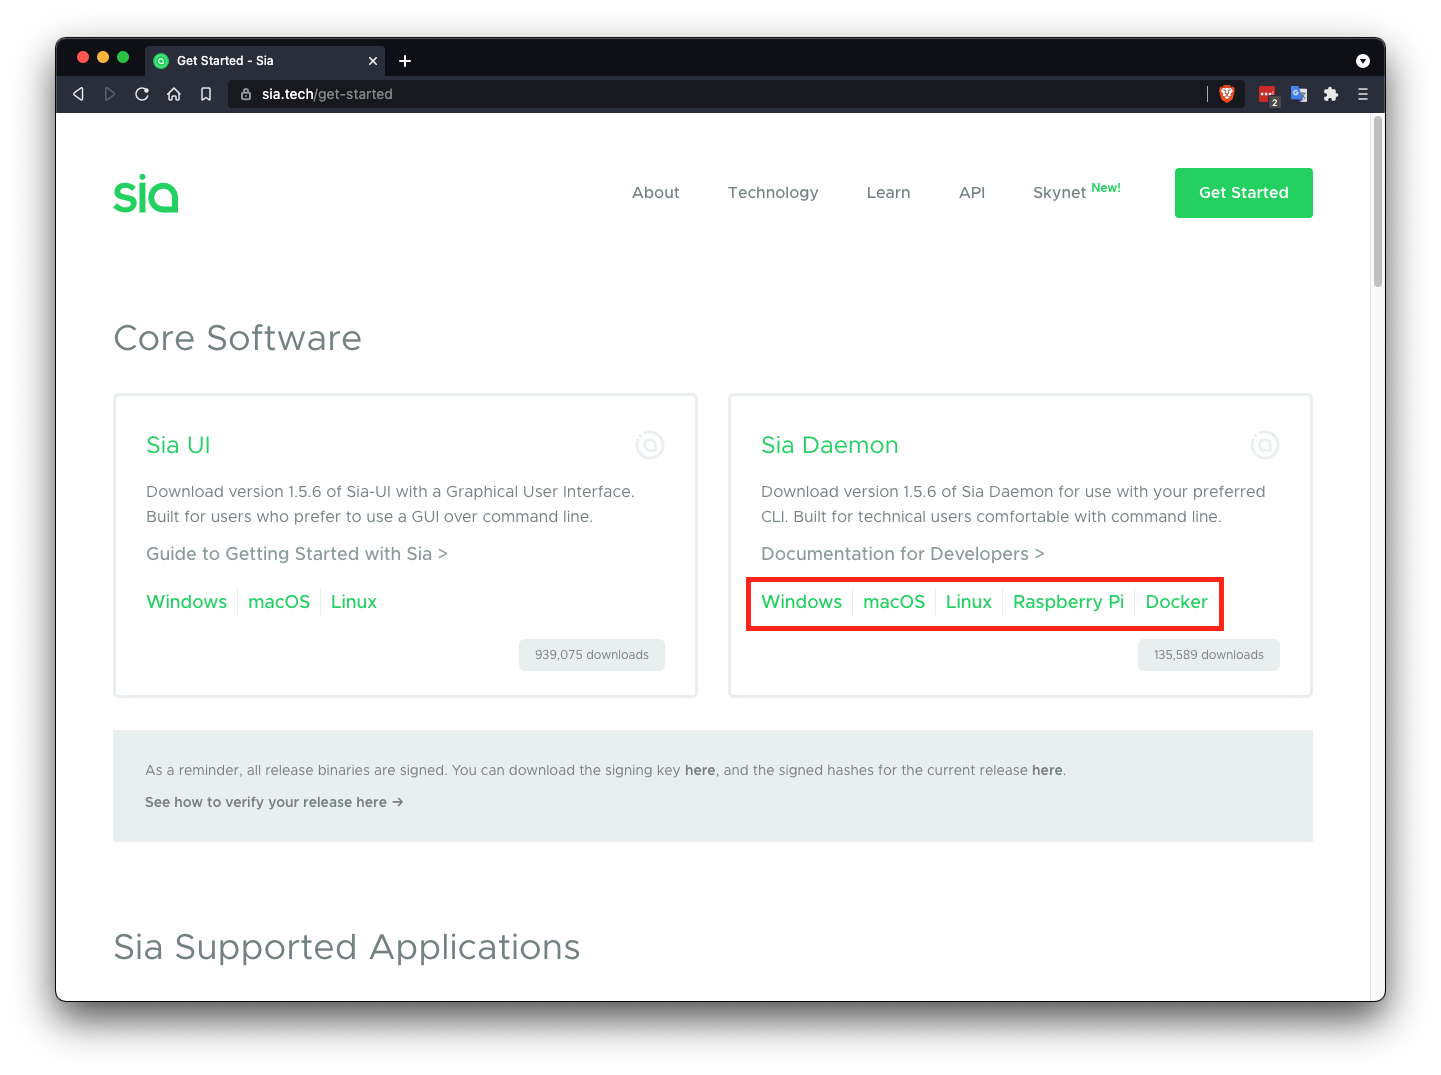 Get Started - Sia
sia.tech/get-started
2
sia
About
Technology
Learn
API
Skynet New!
Get Started
Core Software
Sia UI
Download version 1.5.6 of Sia-UI with a Graphical User Interface.
Built for users who prefer to use a GUI over command line.
Guide to Getting Started with Sia >
Windows
macOS
Linux
939,075 downloads
Sia Daemon
Download version 1.5.6 of Sia Daemon for use with your preferred
CLI. Built for technical users comfortable with command line.
Documentation for Developers >
Windows
macOS
Linux
Raspberry Pi
Docker
135,589 downloads
As a reminder, all release binaries are signed. You can download the signing key here, and the signed hashes for the current release here.
See how to verify your release here →
Sia Supported Applications